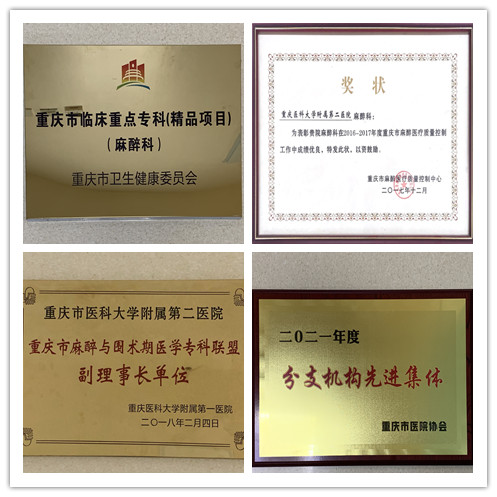 重庆市临床重点专科(精品项目)
(麻醉科)
重庆市卫生健康委员会
奖状
重庆医科大学附属第二医院 麻醉科：
为表彰贵院麻醉科在2016-2017年度重庆市麻醉医疗质量控制
工作中成绩优良，特发此状，以资鼓励。
重庆市麻醉医疗质量控制中心
二〇一七年十二月
重庆市医科大学附属第二医院
重庆市麻醉与围术期医学专科联盟
副理事长单位
重庆医科大学附属第一医院
二〇一八年二月四日
二〇二一年度
分支机构先进集体
重庆市医院协会